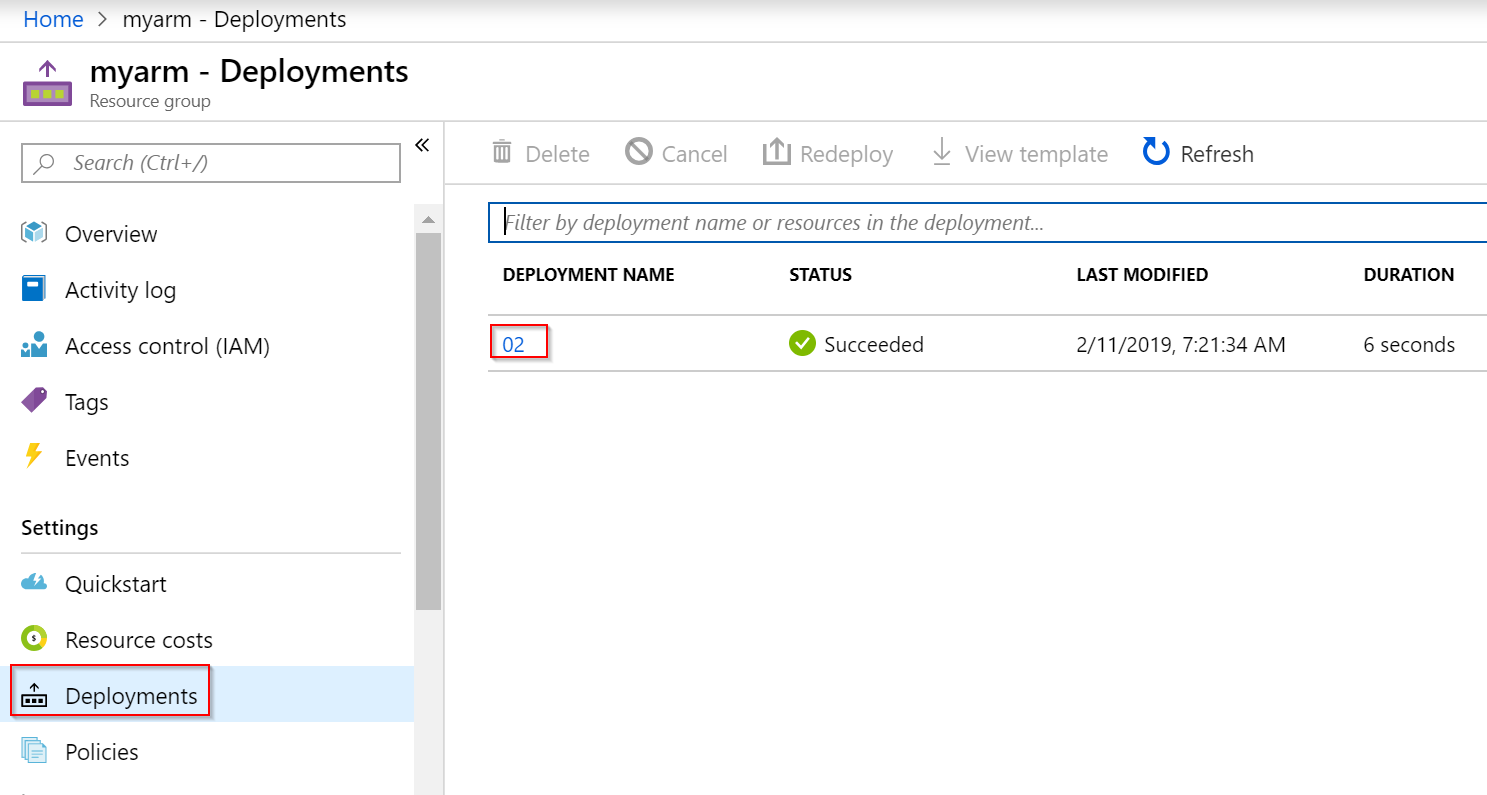 Home > myarm - Deployments
myarm - Deployments
Resource group
Search (Ctrl+/)
«
Overview
Activity log
Access control (IAM)
Tags
Events
Settings
Quickstart
Resource costs
Deployments
Policies
Delete Cancel Redeploy View template Refresh
Filter by deployment name or resources in the deployment...
DEPLOYMENT NAME STATUS LAST MODIFIED DURATION
02 Succeeded 2/11/2019, 7:21:34 AM 6 seconds